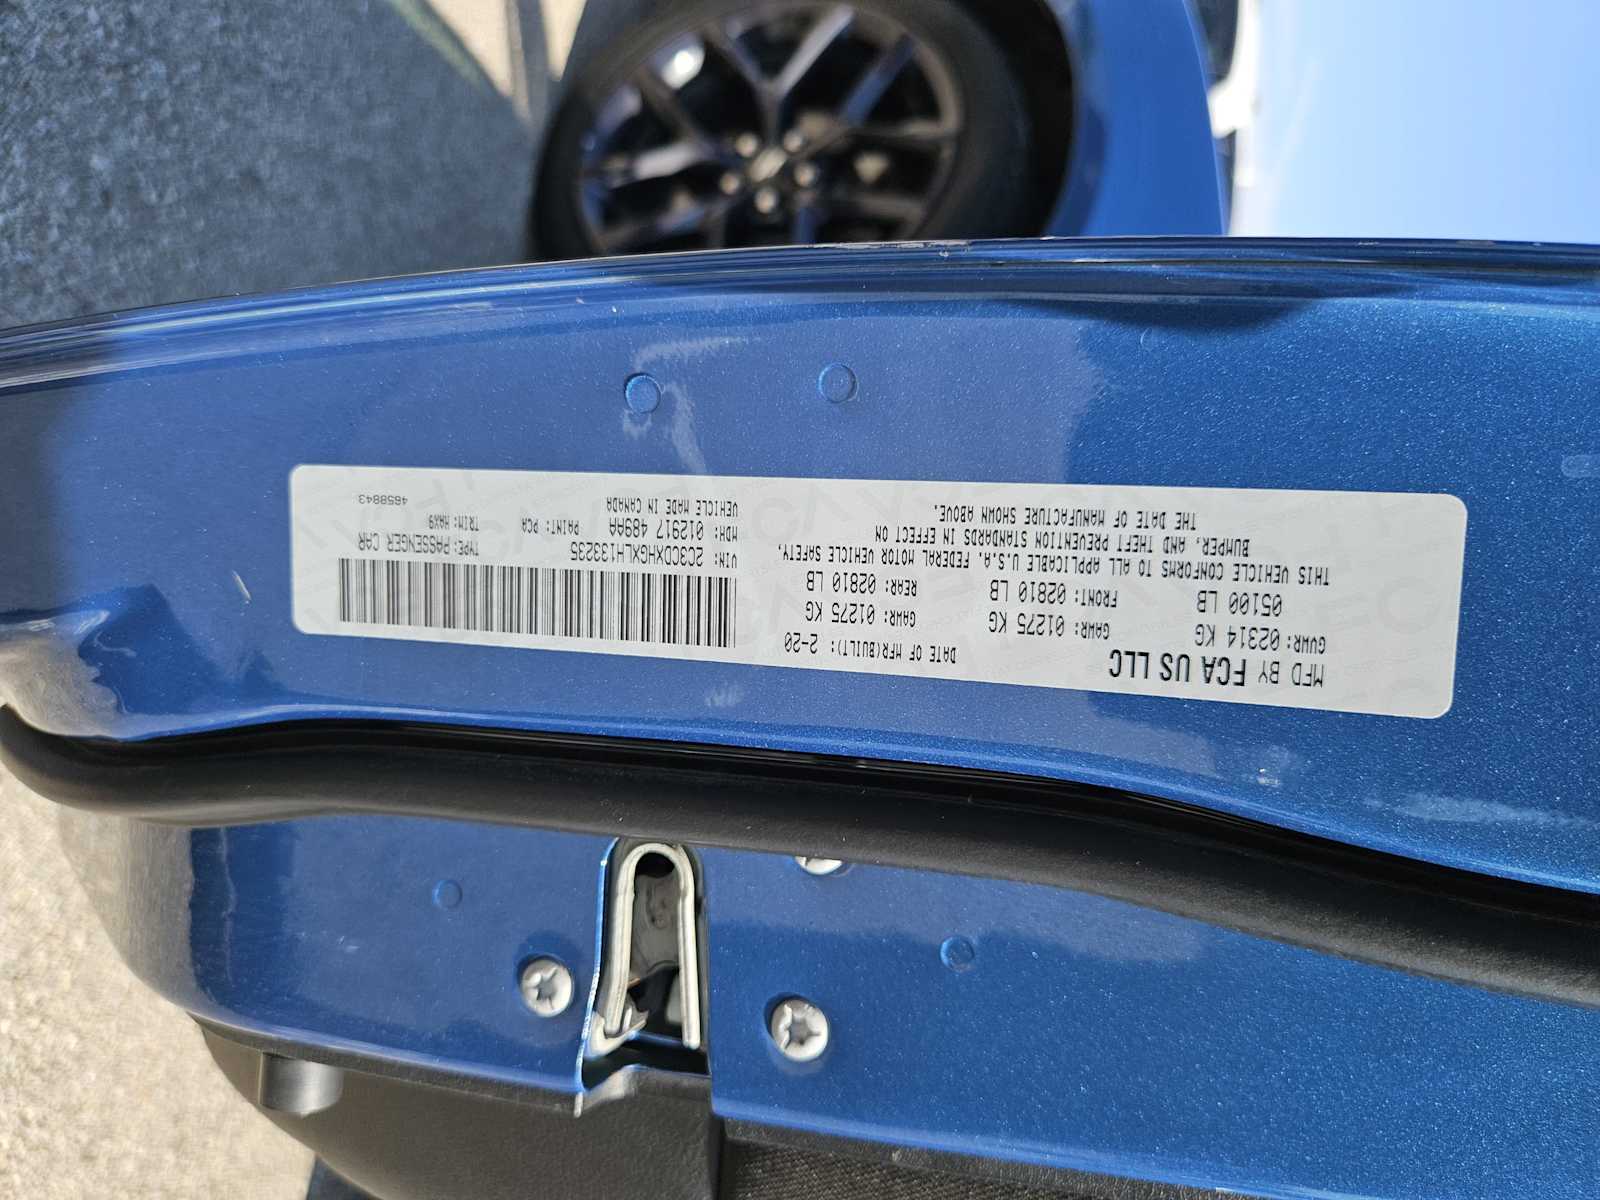 MFD BY FCA US LLC
DATE OF MFR(BUILT): 2-20
GVWR: 02314 KG
GAWR: 01275 KG
GAWR: 01275 KG
05100 LB
FRONT: 02810 LB
REAR: 02810 LB
THIS VEHICLE CONFORMS TO ALL APPLICABLE U.S.A. FEDERAL MOTOR VEHICLE SAFETY,
BUMPER, AND THEFT PREVENTION STANDARDS IN EFFECT ON
THE DATE OF MANUFACTURE SHOWN ABOVE.
VIN: 2C3CDXHGXLH133235
TYPE: PASSENGER CAR
MDH: 012917 489AA
PAINT: PCA
TRIM: HAX9
VEHICLE MADE IN CANADA
4658843